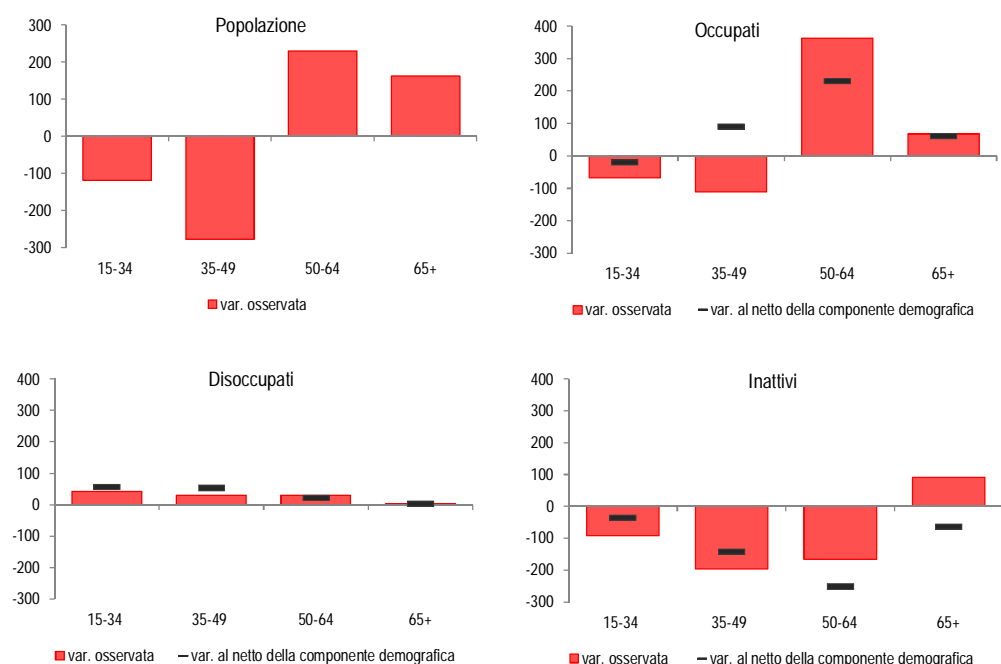 Popolazione
300
200
100
0
-100
-200
-300
15-34 35-49 50-64 65+
var. osservata
Occupati
400
300
200
100
0
-100
-200
-300
15-34 35-49 50-64 65+
var. osservata var. al netto della componente demografica
Disoccupati
400
300
200
100
0
-100
-200
-300
15-34 35-49 50-64 65+
var. osservata var. al netto della componente demografica
Inattivi
400
300
200
100
0
-100
-200
-300
15-34 35-49 50-64 65+
var. osservata var. al netto della componente demografica